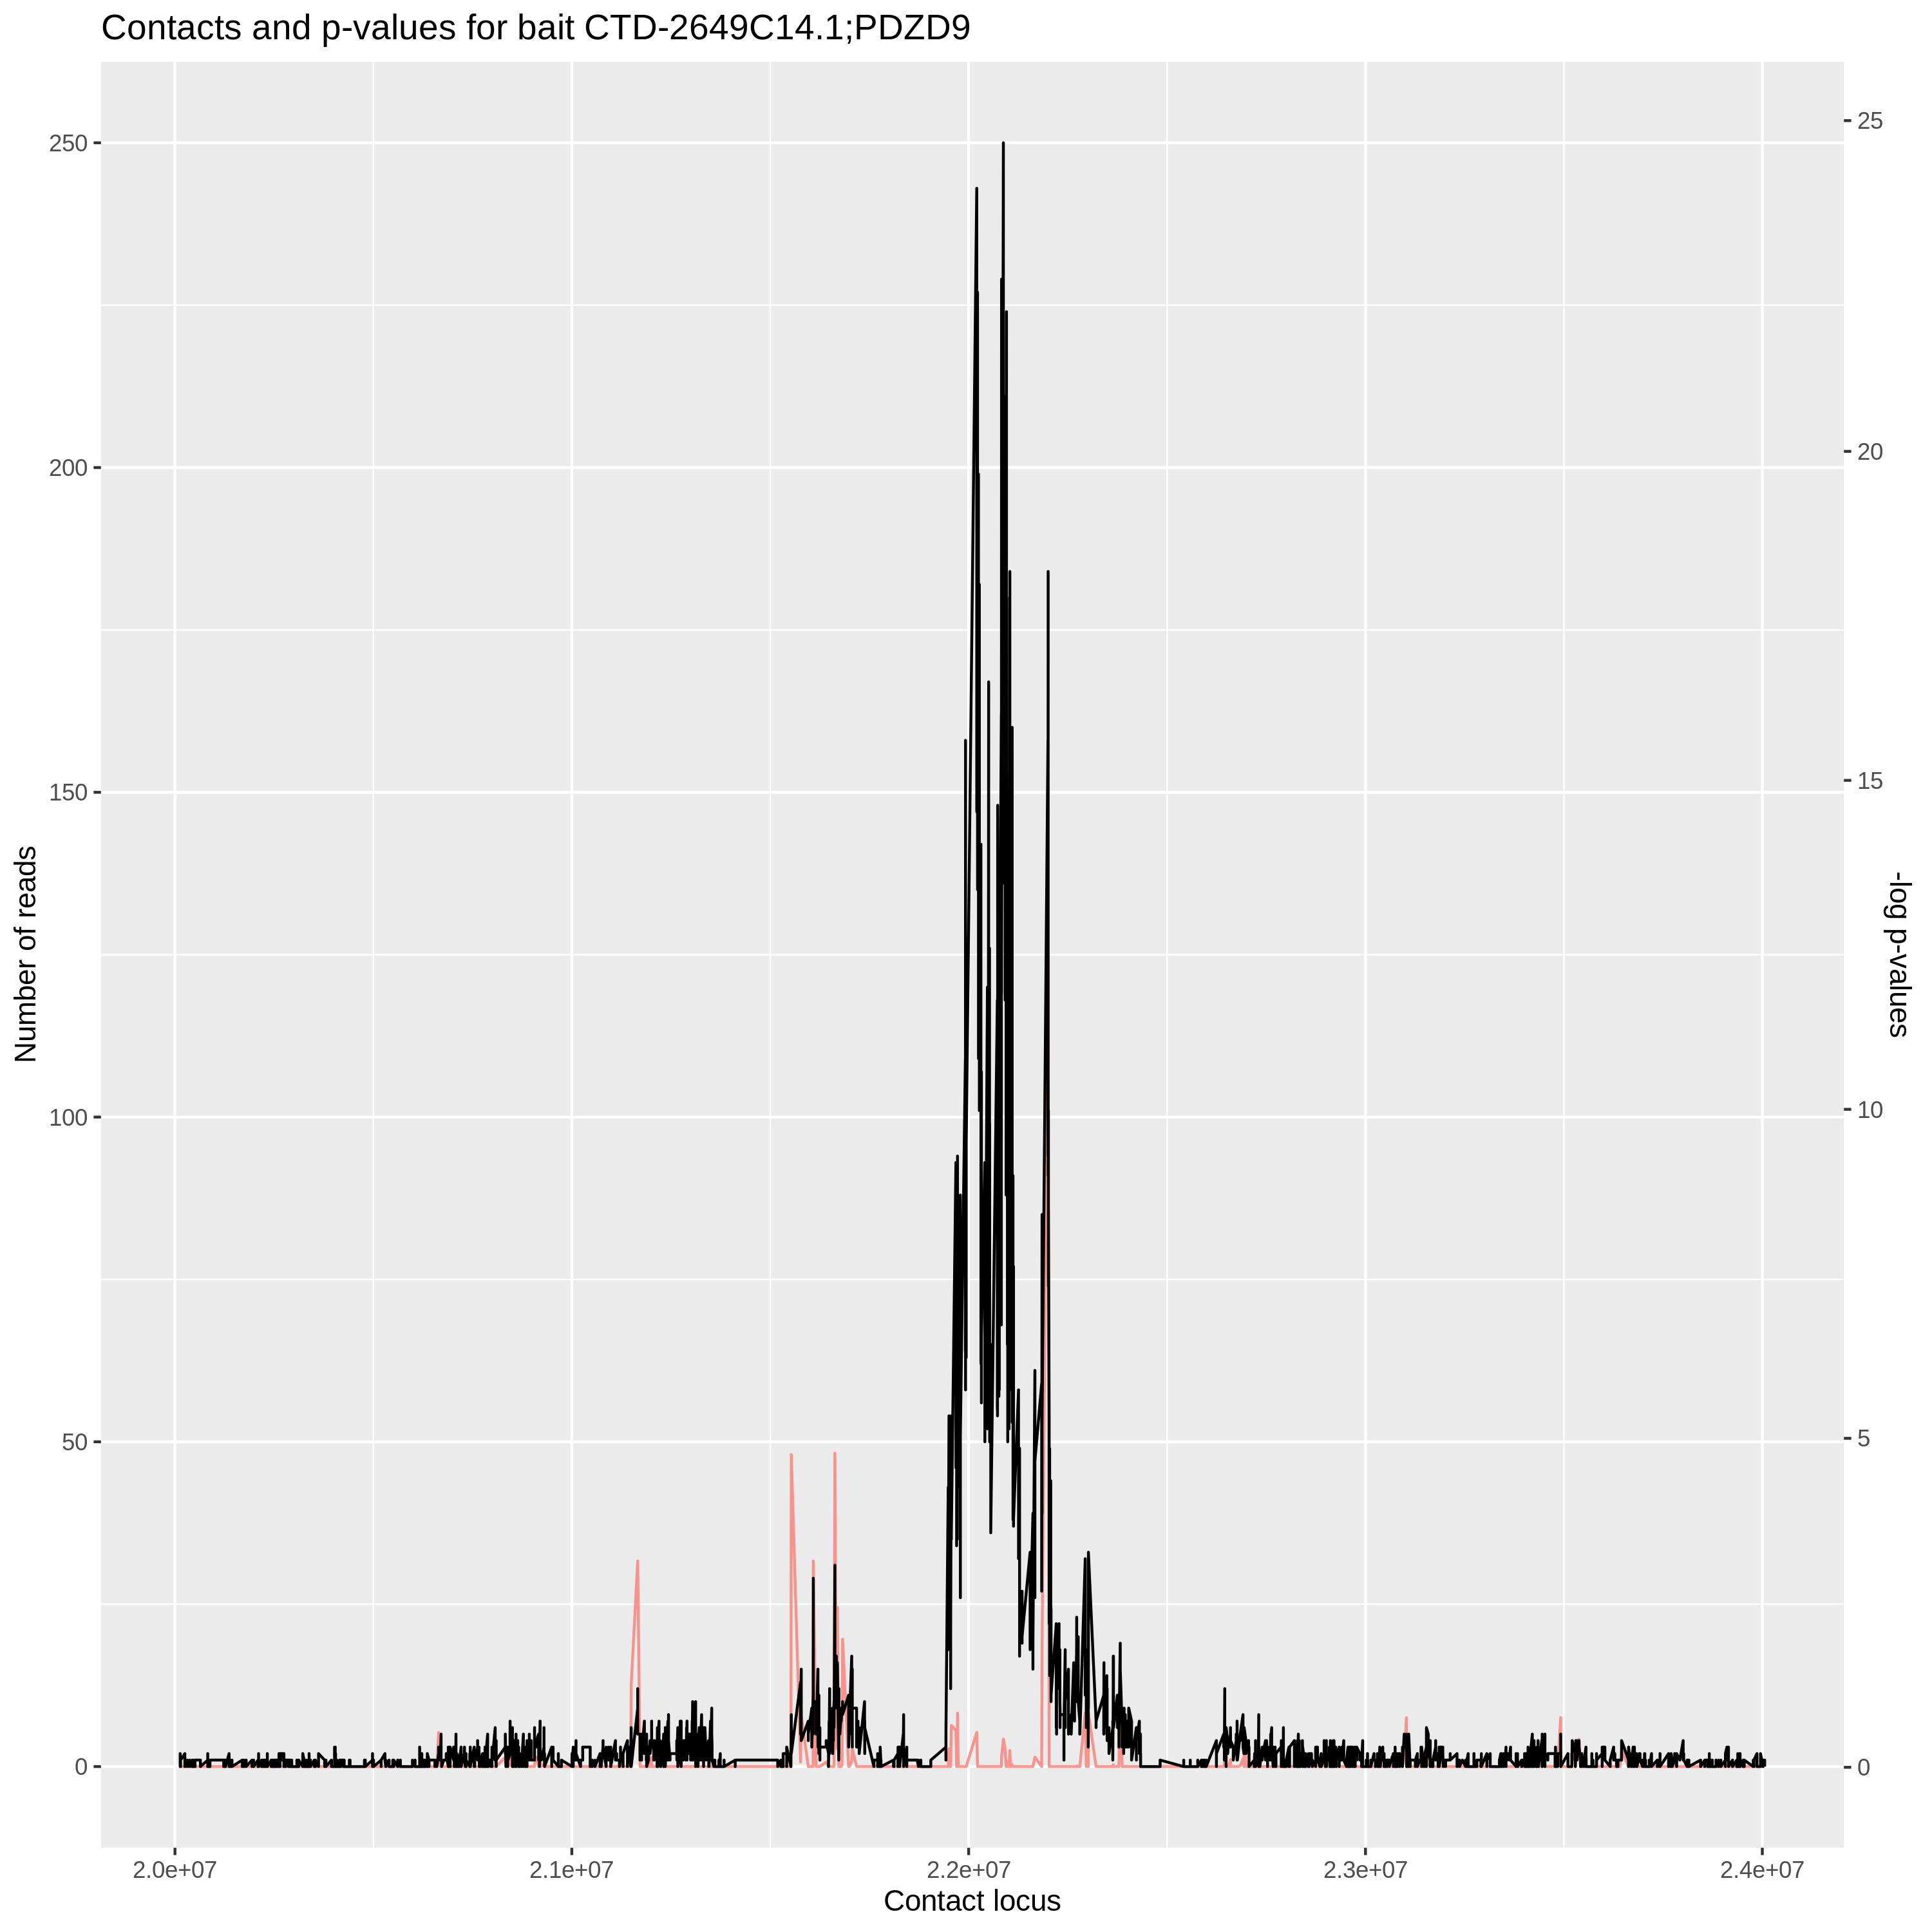 Contacts and p-values for bait CTD-2649C14.1;PDZD9
250
200
150
100
50
0
Number of reads
25
20
15
10
5
0
-log p-values
2.0e+07 2.1e+07 2.2e+07 2.3e+07 2.4e+07
Contact locus